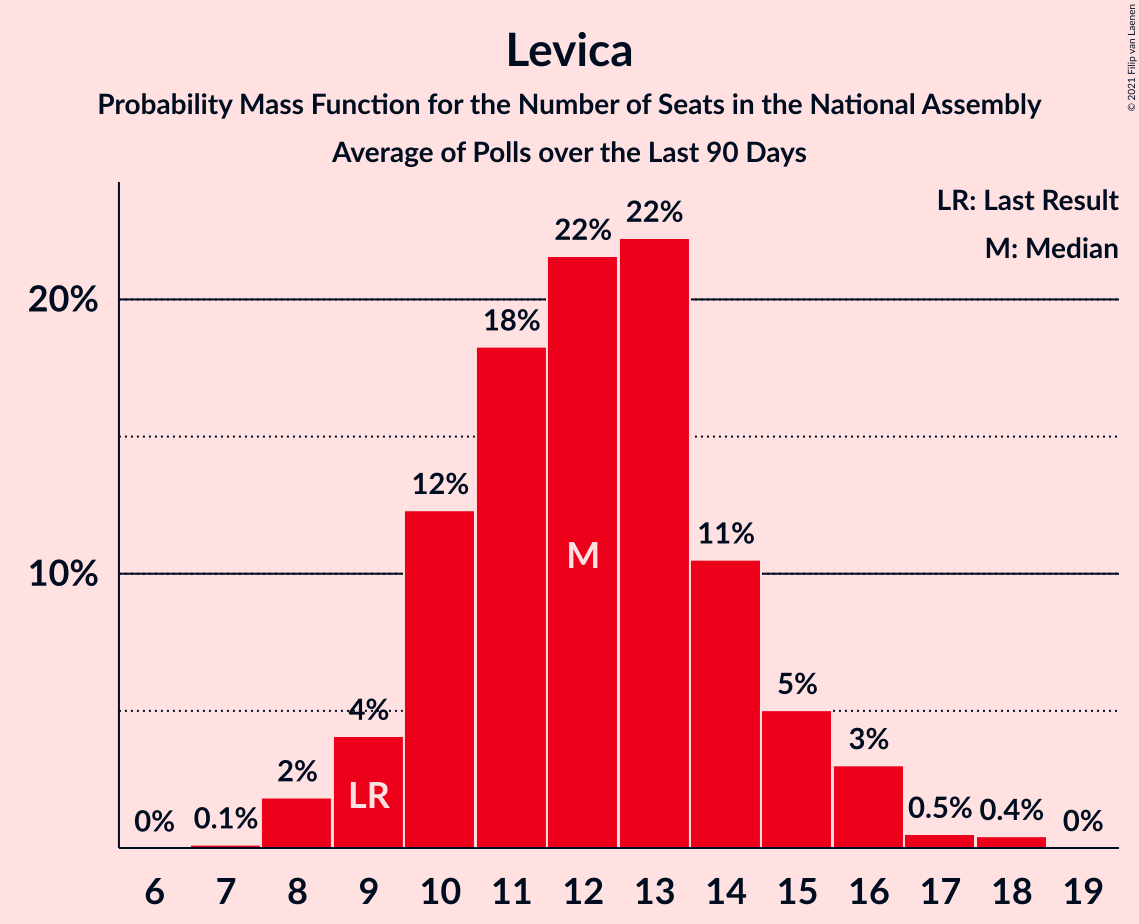 Levica
Probability Mass Function for the Number of Seats in the National Assembly
Average of Polls over the Last 90 Days
© 2021 Filip van Laenen
LR: Last Result
M: Median
20%
10%
0%
0.1%
2%
4%
12%
18%
22%
22%
11%
5%
3%
0.5%
0.4%
0%
LR
M
6 7 8 9 10 11 12 13 14 15 16 17 18 19